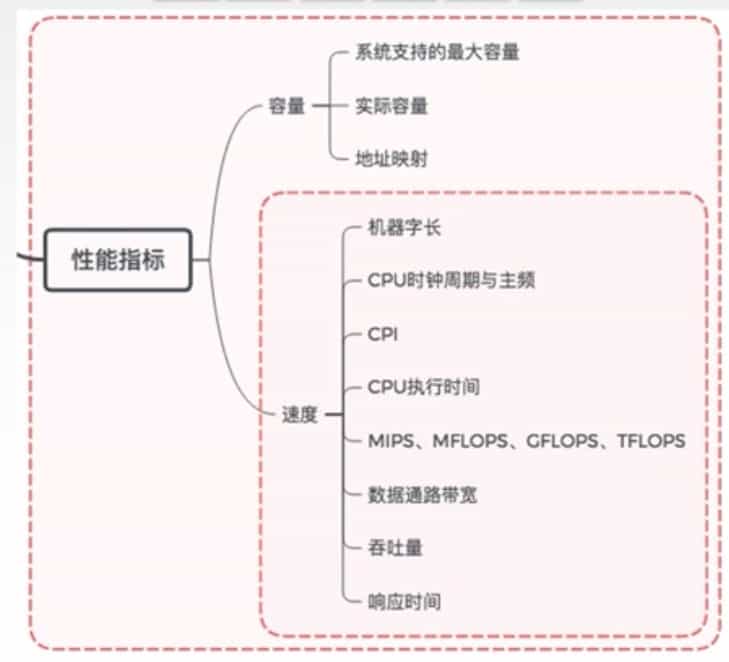 性能指标
容量
系统支持的最大容量
实际容量
地址映射
速度
机器字长
CPU时钟周期与主频
CPI
CPU执行时间
MIPS、MFLOPS、GFLOPS、TFLOPS
数据通路带宽
吞吐量
响应时间